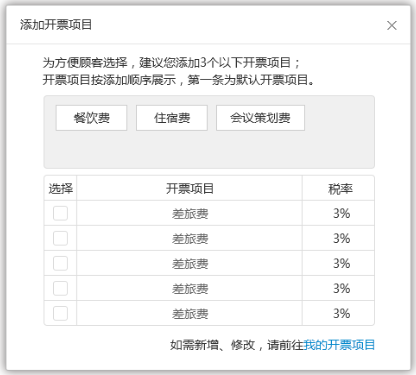 添加开票项目
为方便顾客选择，建议您添加3个以下开票项目；
开票项目按添加顺序展示，第一条为默认开票项目。
餐饮费 住宿费 会议策划费
选择 开票项目 税率
差旅费 3%
差旅费 3%
差旅费 3%
差旅费 3%
差旅费 3%
如需新增、修改，请前往我的开票项目